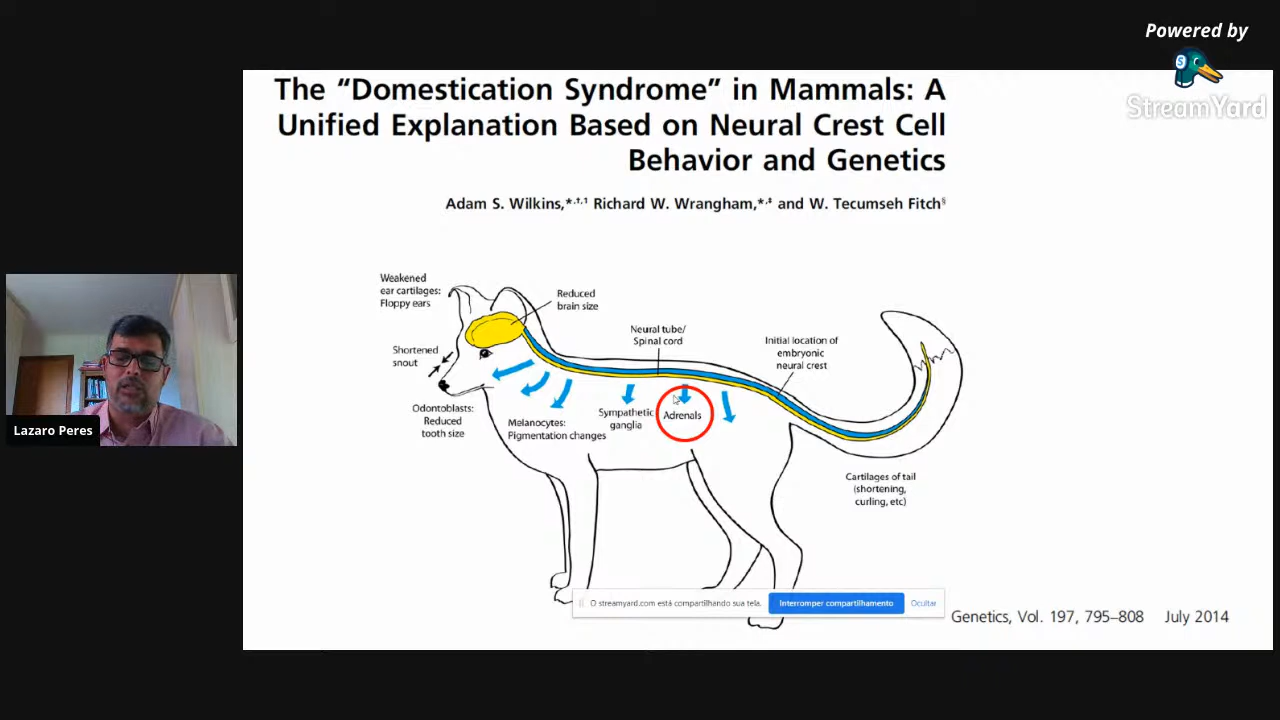 Powered by
StreamYard
The “Domestication Syndrome” in Mammals: A
Unified Explanation Based on Neural Crest Cell
Behavior and Genetics
Adam S. Wilkins,*,†,1 Richard W. Wrangham,*,‡ and W. Tecumseh Fitch§
Weakened
ear cartilages:
Floppy ears
Reduced
brain size
Neural tube/
Spinal cord
Initial location of
embryonic
neural crest
Shortened
snout
Odontoblasts:
Reduced
tooth size
Melanocytes:
Pigmentation changes
Sympathetic
ganglia
Adrenals
Cartilages of tail
(shortening,
curling, etc)
Lazaro Peres
O streamyard.com está compartilhando sua tela.
Interromper compartilhamento
Ocultar
Genetics, Vol. 197, 795–808 July 2014